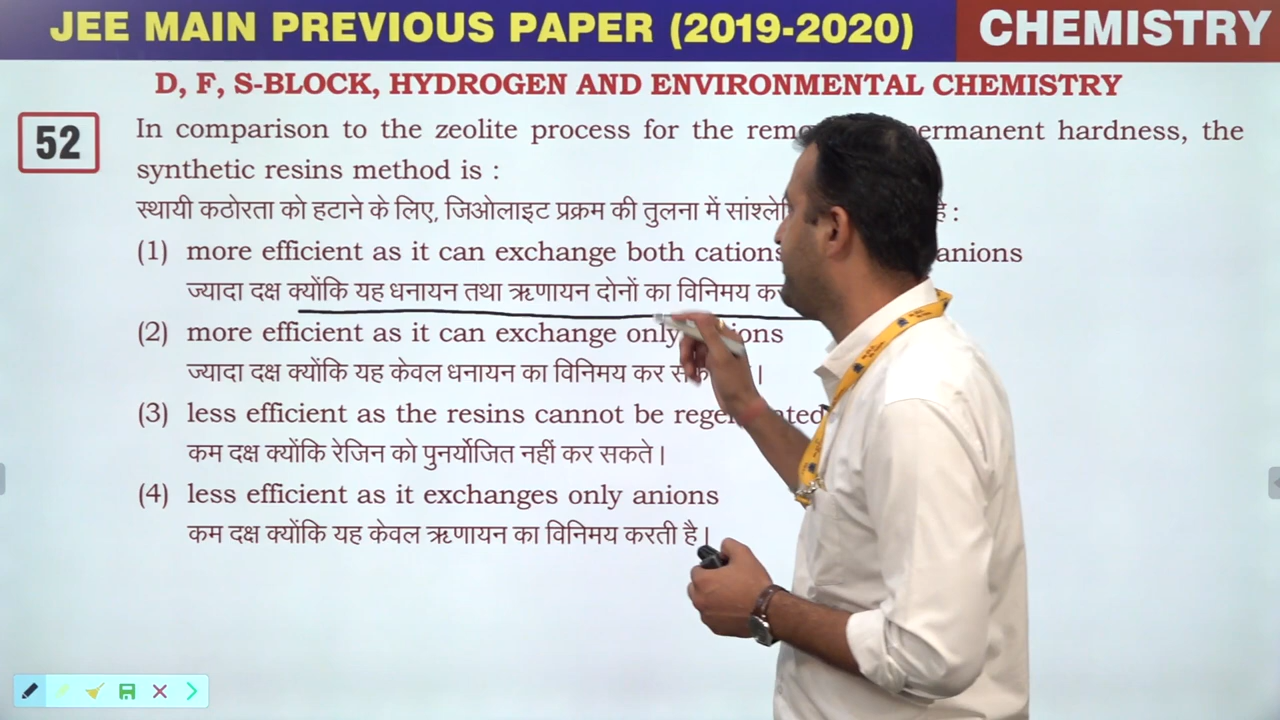 JEE MAIN PREVIOUS PAPER (2019-2020)
CHEMISTRY
D, F, S-BLOCK, HYDROGEN AND ENVIRONMENTAL CHEMISTRY
52
In comparison to the zeolite process for the permanent hardness, the
synthetic resins method is :
स्थायी कठोरता को हटाने के लिए, जिओलाइट प्रक्रम की तुलना में है :
(1) more efficient as it can exchange both cations anions
ज्यादा दक्ष क्योंकि यह धनायन तथा ऋणायन दोनों का विनिमय
(2) more efficient as it can exchange only
ज्यादा दक्ष क्योंकि यह केवल धनायन का विनिमय कर
(3) less efficient as the resins cannot be
कम दक्ष क्योंकि रेजिन को पुनर्योजित नहीं कर सकते।
(4) less efficient as it exchanges only anions
कम दक्ष क्योंकि यह केवल ऋणायन का विनिमय करती है।